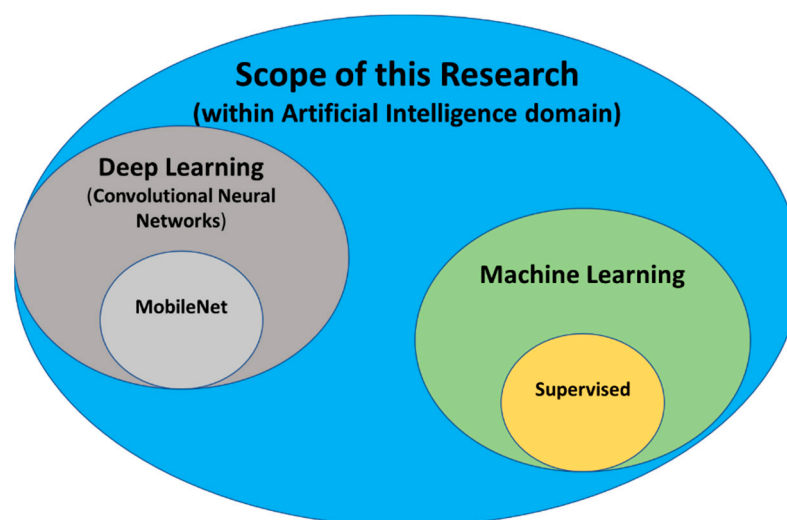 Scope of this Research
(within Artificial Intelligence domain)
Deep Learning
(Convolutional Neural
Networks)
MobileNet
Machine Learning
Supervised